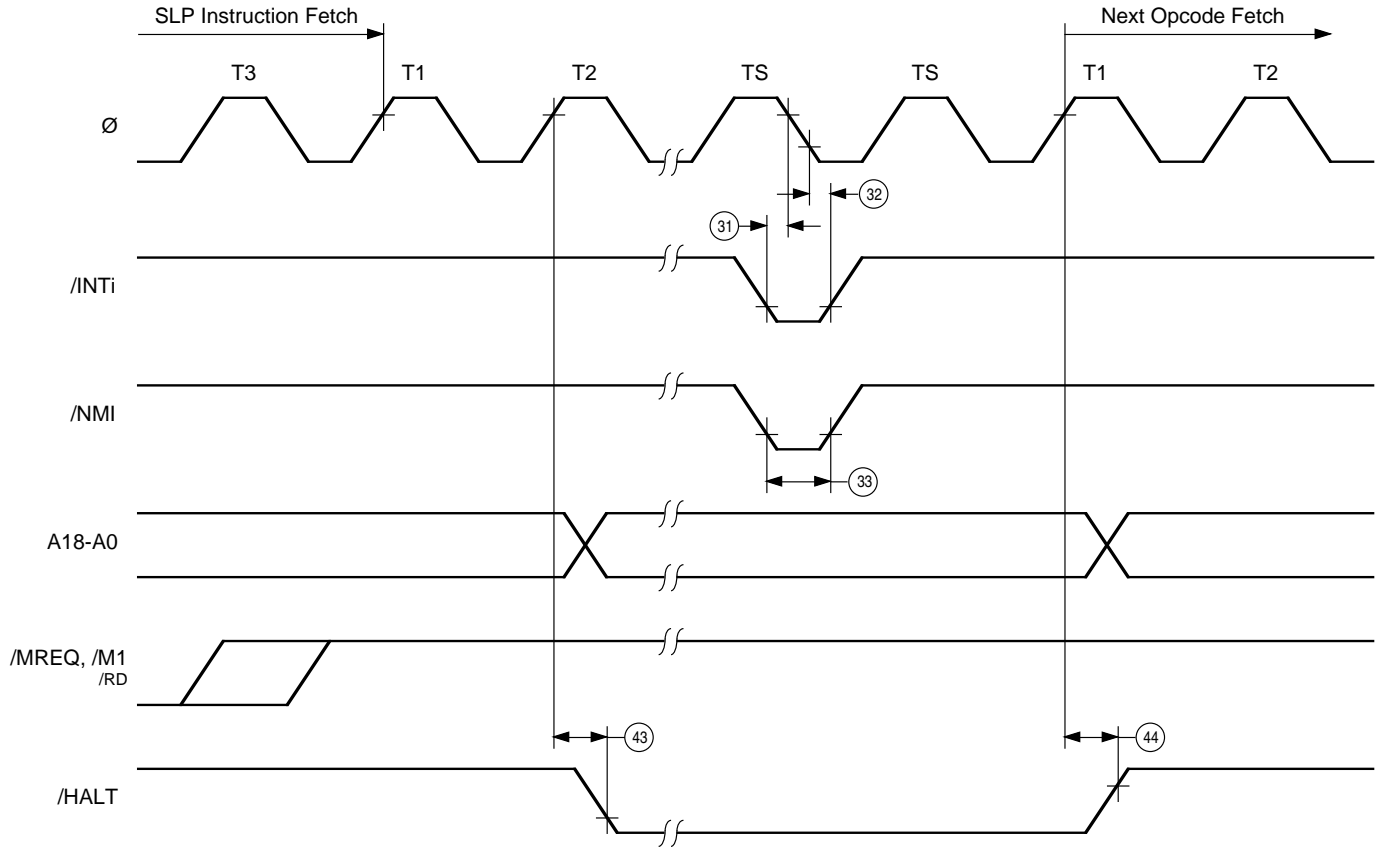 SLP Instruction Fetch
Next Opcode Fetch
T3 T1 T2 TS TS T1 T2
Ø
32
31
/INTi
/NMI
33
A18-A0
/MREQ, /M1
/RD
43 44
/HALT